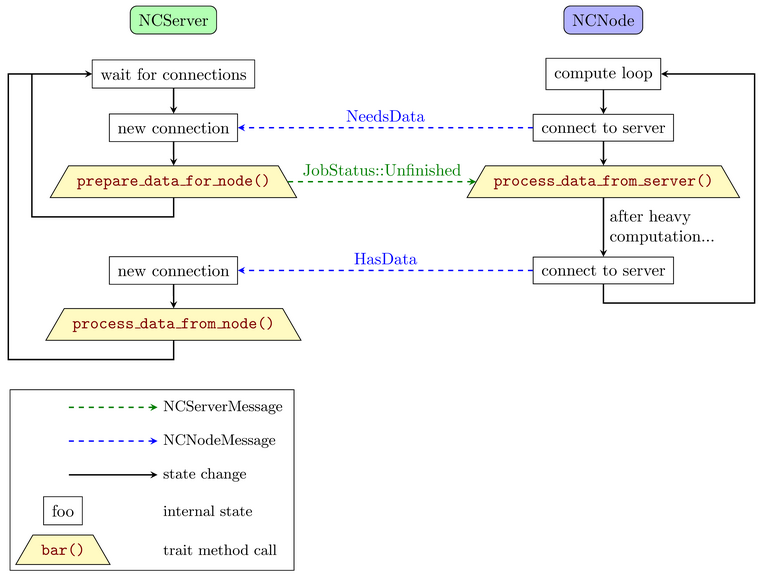 NCServer
NCNode
wait for connections
compute loop
new connection
NeedsData
connect to server
prepare_data_for_node()
JobStatus::Unfinished
process_data_from_server()
after heavy
computation...
new connection
HasData
connect to server
process_data_from_node()
NCServerMessage
NCNodeMessage
state change
foo
internal state
bar()
trait method call